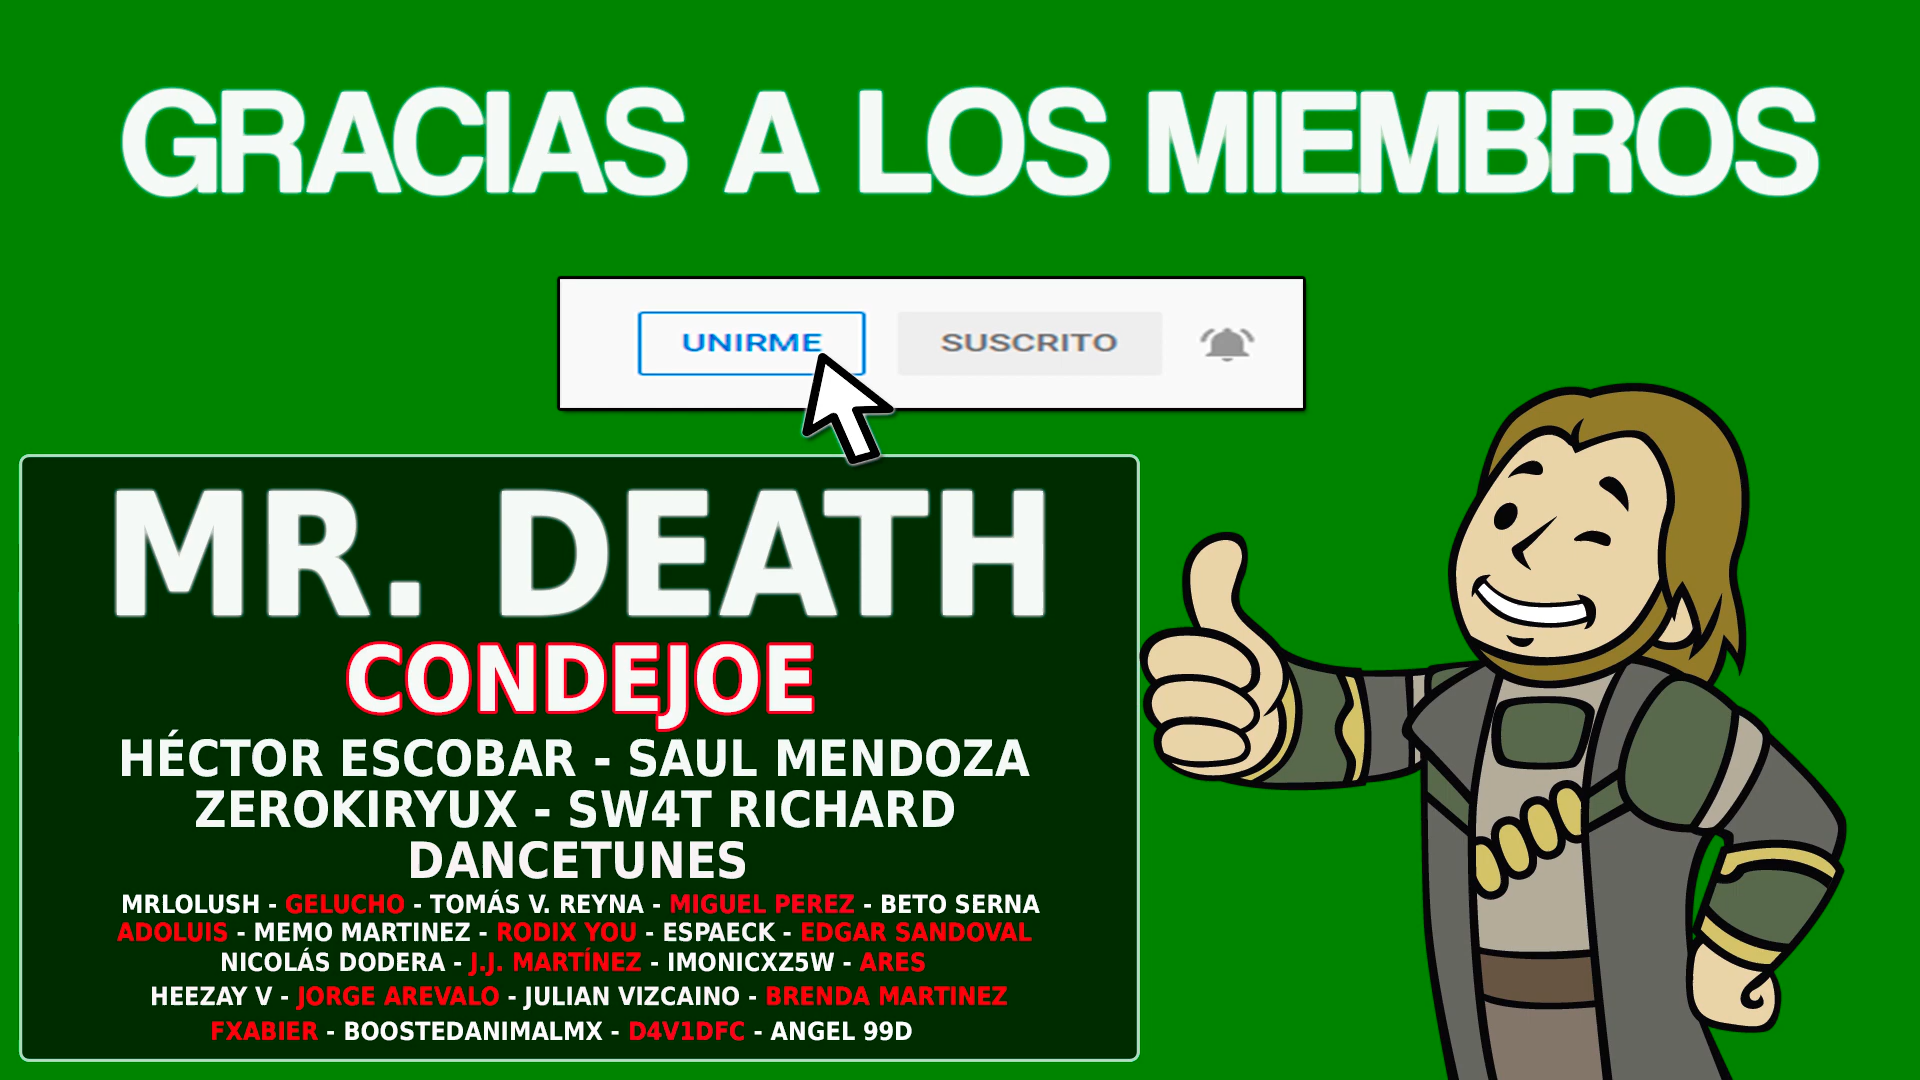 GRACIAS A LOS MIEMBROS
UNIRME SUSCRITO
MR. DEATH
CONDEJOE
HÉCTOR ESCOBAR - SAUL MENDOZA
ZEROKIRYUX - SW4T RICHARD
DANCETUNES
MRLOLUSH - GELUCHO - TOMÁS V. REYNA - MIGUEL PEREZ - BETO SERNA
ADOLUIS - MEMO MARTINEZ - RODIX YOU - ESPAECK - EDGAR SANDOVAL
NICOLÁS DODERA - J.J. MARTÍNEZ - IMONICXZ5W - ARES
HEEZAY V - JORGE AREVALO - JULIAN VIZCAINO - BRENDA MARTINEZ
FXABIER - BOOSTEDANIMALMX - D4V1DFC - ANGEL 99D